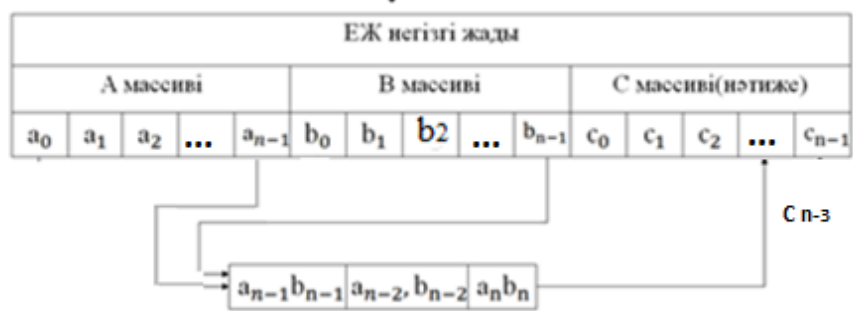 ЕЖ негізгі жады
А массиві В массиві С массиві(нәтиже)
a₀ a₁ a₂ ... aₙ₋₁ b₀ b₁ b2 ... bₙ₋₁ c₀ c₁ c₂ ... cₙ₋₁
C n-з
aₙ₋₁bₙ₋₁ aₙ₋₂,bₙ₋₂ aₙbₙ